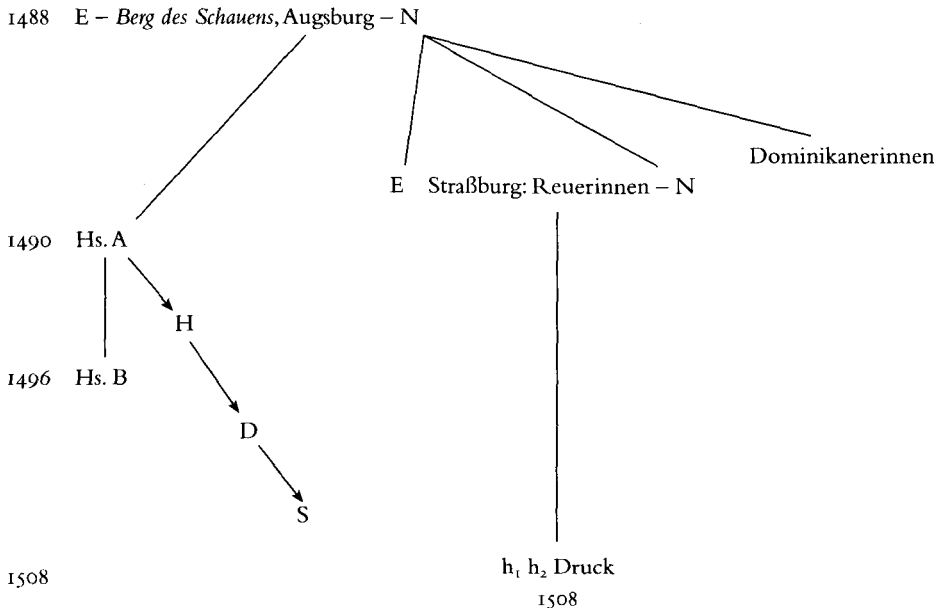 1488 E – Berg des Schauens, Augsburg – N
Dominikanerinnen
E Straßburg: Reuerinnen – N
1490 Hs. A
H
1496 Hs. B
D
S
h₁ h₂ Druck
1508
1508